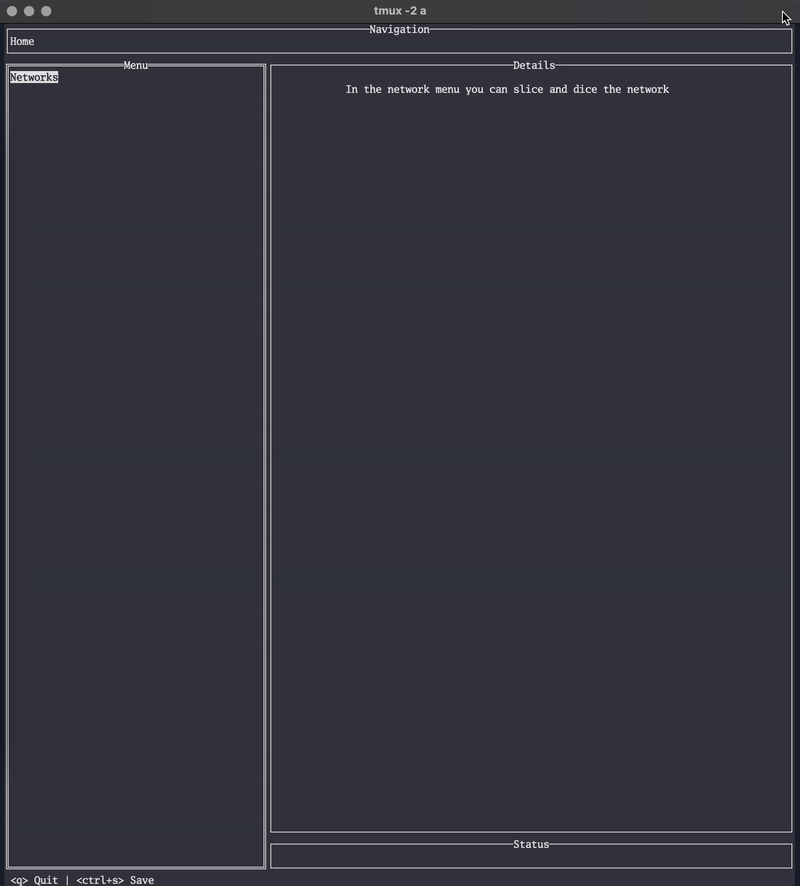 tmux -2 a
Navigation
Home
Menu
Networks
Details
In the network menu you can slice and dice the network
Status
<q> Quit | <ctrl+s> Save